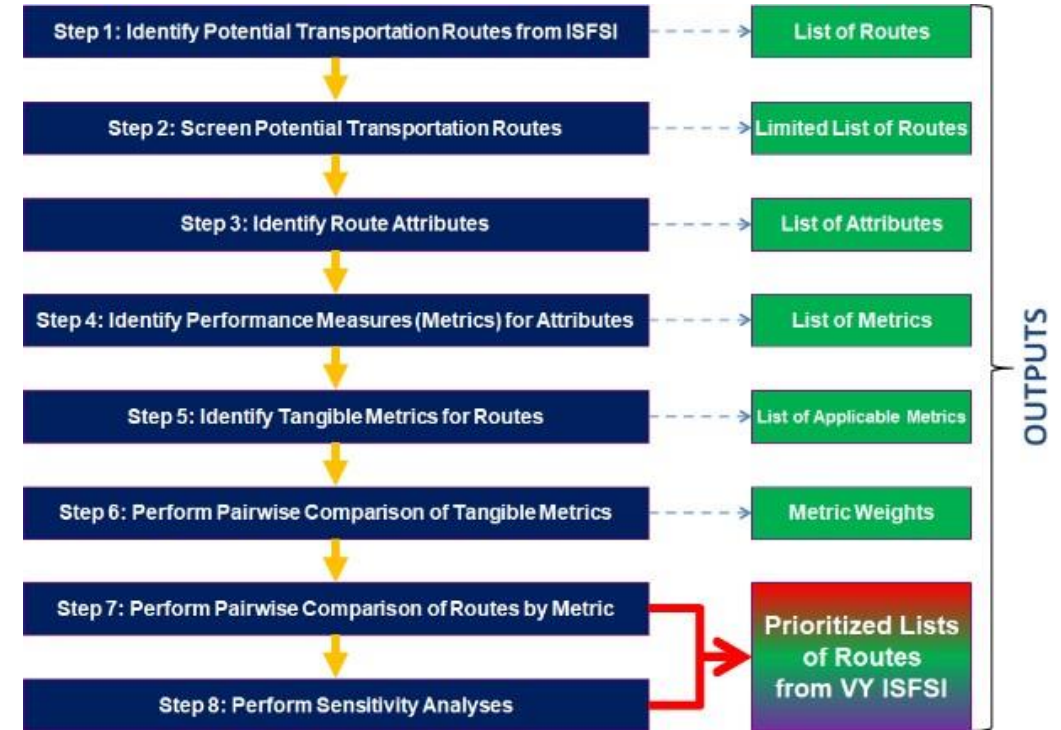 Step 1: Identify Potential Transportation Routes from ISFSI
List of Routes
Step 2: Screen Potential Transportation Routes
Limited List of Routes
Step 3: Identify Route Attributes
List of Attributes
Step 4: Identify Performance Measures (Metrics) for Attributes
List of Metrics
Step 5: Identify Tangible Metrics for Routes
List of Applicable Metrics
Step 6: Perform Pairwise Comparison of Tangible Metrics
Metric Weights
Step 7: Perform Pairwise Comparison of Routes by Metric
Step 8: Perform Sensitivity Analyses
Prioritized Lists
of Routes
from VY ISFSI
OUTPUTS